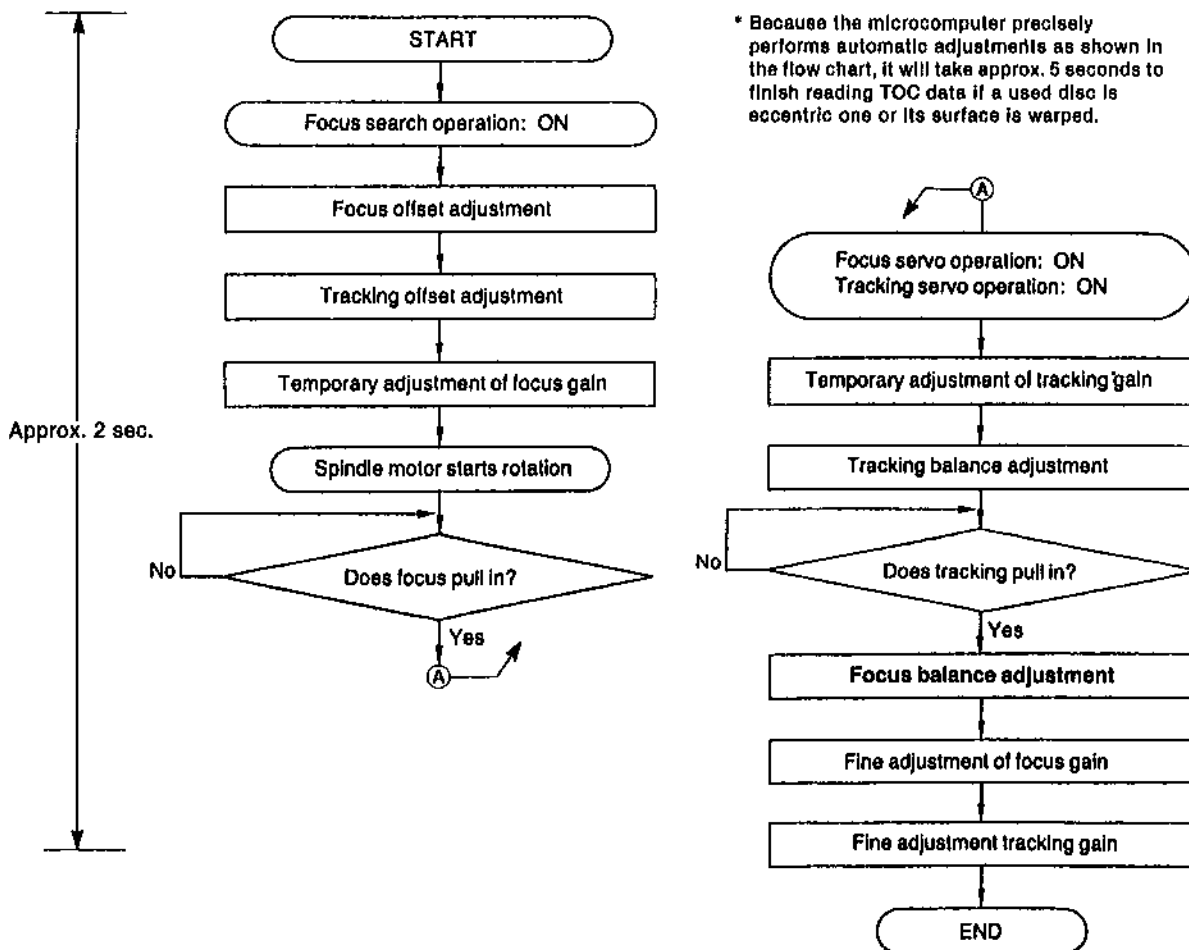 START
Focus search operation: ON
Focus offset adjustment
Tracking offset adjustment
Temporary adjustment of focus gain
Approx. 2 sec.
Spindle motor starts rotation
No
Does focus pull in?
Yes
A
* Because the microcomputer precisely
performs automatic adjustments as shown in
the flow chart, it will take approx. 5 seconds to
finish reading TOC data if a used disc is
eccentric one or its surface is warped.
A
Focus servo operation: ON
Tracking servo operation: ON
Temporary adjustment of tracking gain
Tracking balance adjustment
No
Does tracking pull in?
Yes
Focus balance adjustment
Fine adjustment of focus gain
Fine adjustment tracking gain
END